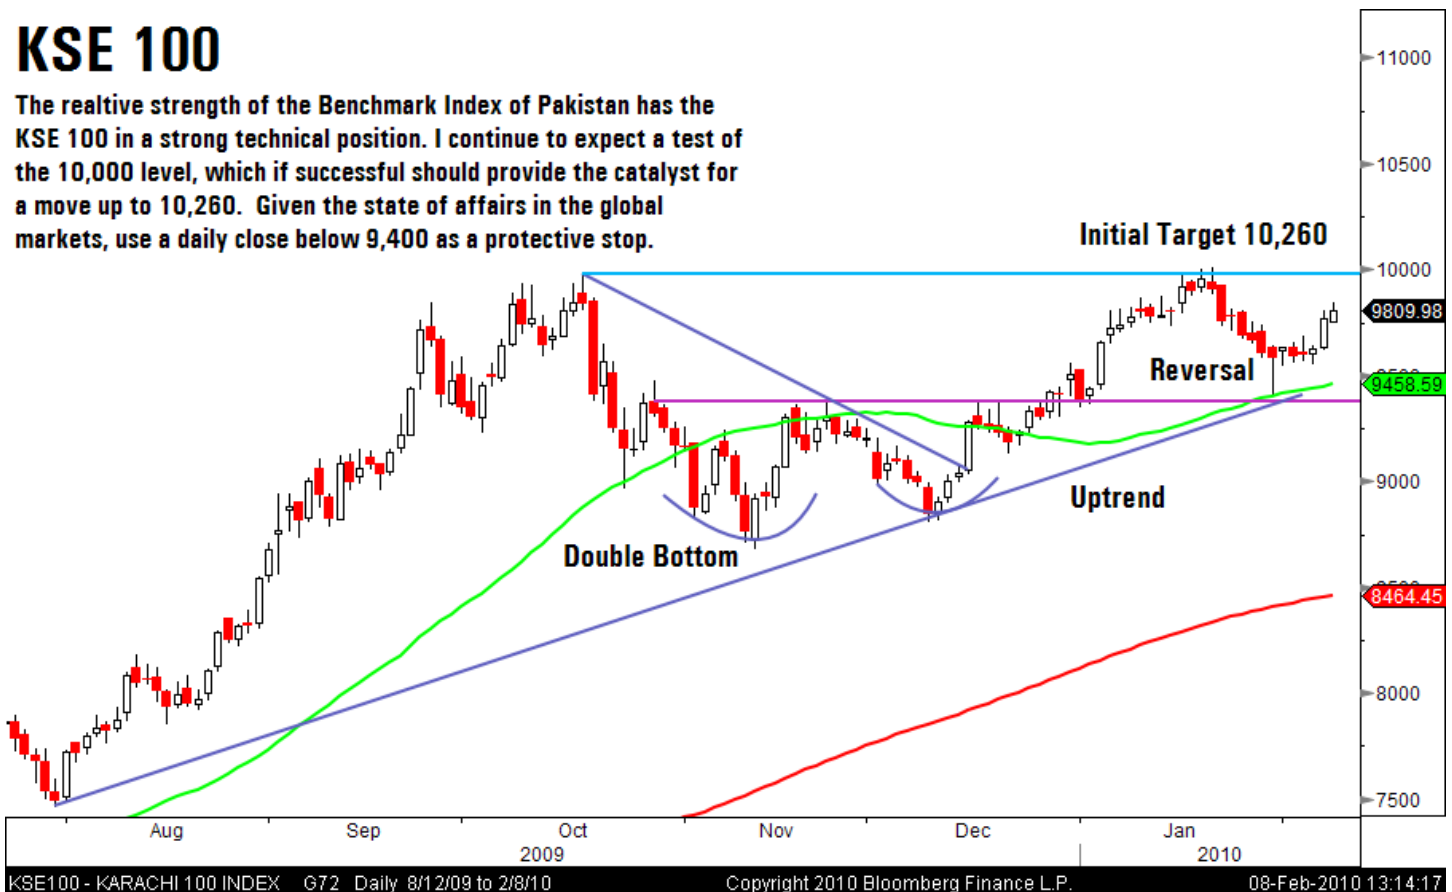 KSE 100
The realtive strength of the Benchmark Index of Pakistan has the
KSE 100 in a strong technical position. I continue to expect a test of
the 10,000 level, which if successful should provide the catalyst for
a move up to 10,260.  Given the state of affairs in the global
markets, use a daily close below 9,400 as a protective stop.
11000
10500
Initial Target 10,260
10000
9809.98
Reversal
9458.59
9000
Uptrend
Double Bottom
8464.45
8000
7500
Aug Sep Oct Nov Dec Jan
2009 2010
KSE100 - KARACHI 100 INDEX G72 Daily 8/12/09 to 2/8/10 Copyright 2010 Bloomberg Finance L.P. 08-Feb-2010 13:14:17